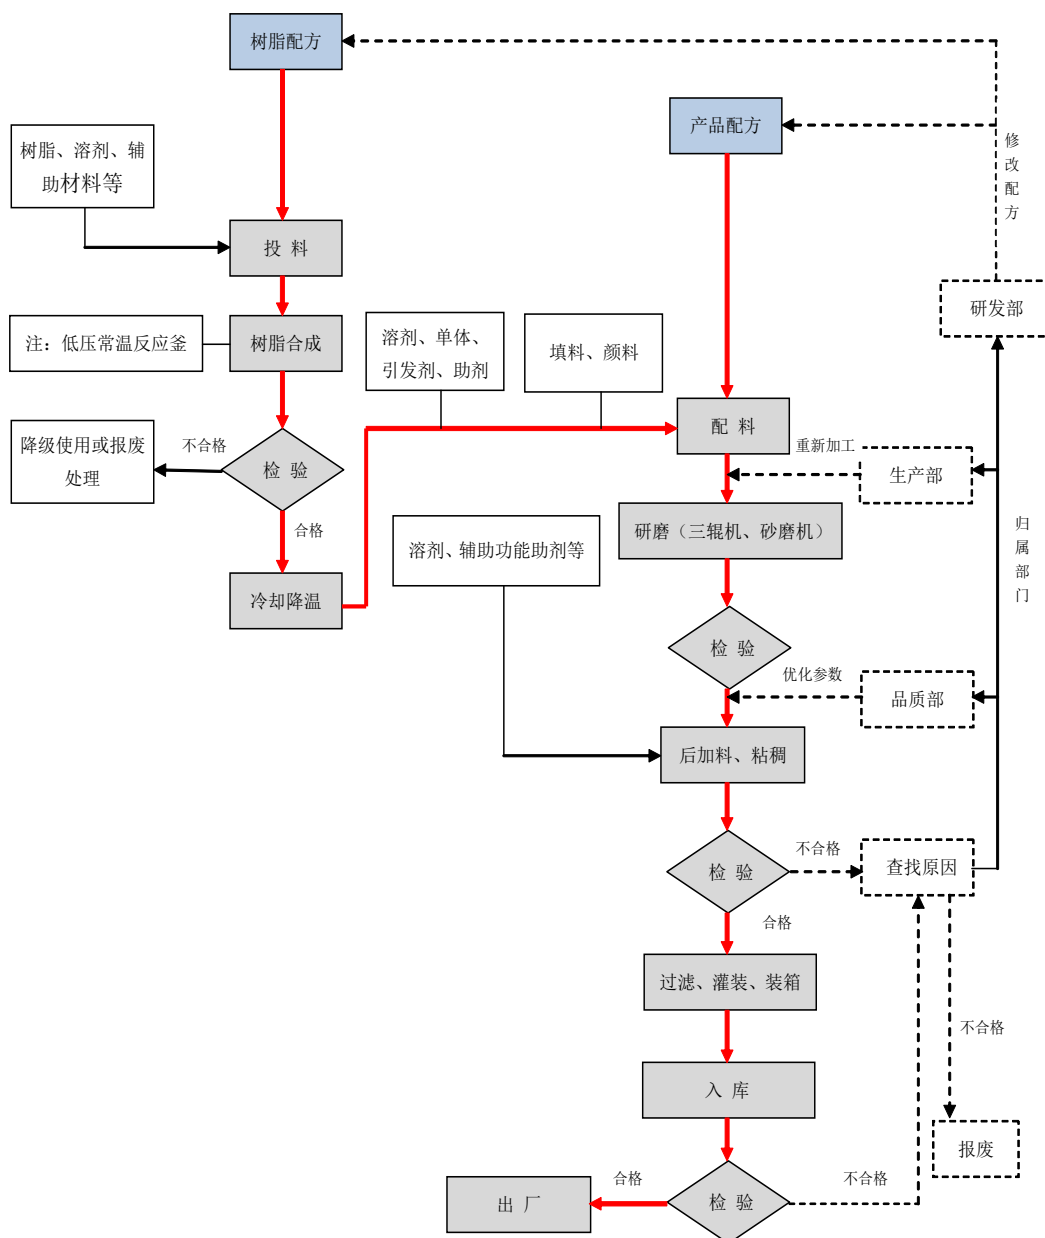 树脂配方
产品配方
修改配方
树脂、溶剂、辅
助材料等
投 料
研发部
注：低压常温反应釜
树脂合成
溶剂、单体、
引发剂、助剂
填料、颜料
配 料
降级使用或报废
处理
不合格
检 验
重新加工
生产部
合格
归属部门
研磨（三辊机、砂磨机）
溶剂、辅助功能助剂等
冷却降温
检 验
优化参数
品质部
后加料、粘稠
检 验
不合格
查找原因
合格
过滤、灌装、装箱
不合格
入 库
报废
出 厂
合格
检 验
不合格